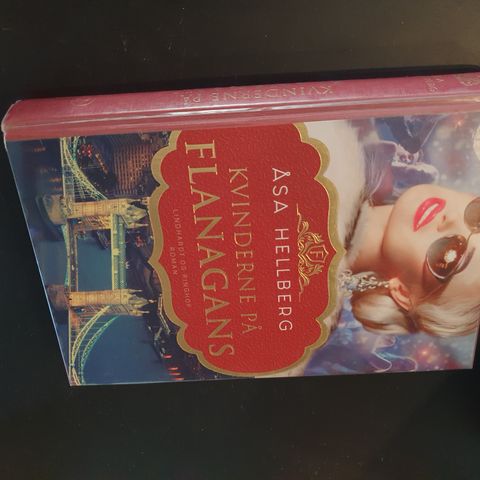 ÅSA HELLBERG
F
KVINDERNE PÅ
FLANAGANS
LINDHARDT OG RINGHOF
ROMAN
KVINDERNE PÅ